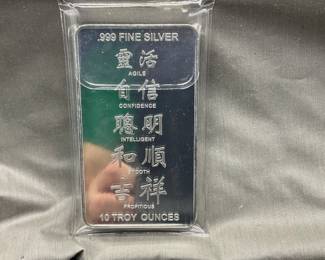 .999 FINE SILVER
靈活
AGILE
自信
CONFIDENCE
聰明
INTELLIGENT
和順
SMOOTH
吉祥
PROPITIOUS
10 TROY OUNCES